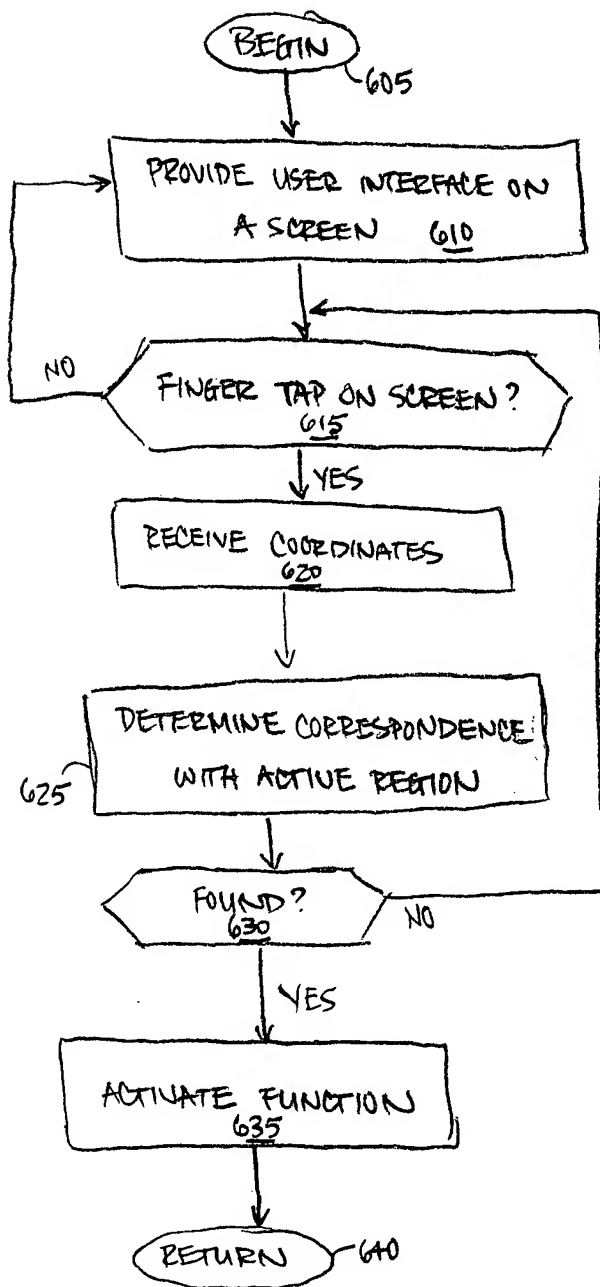 BEGIN
605
PROVIDE USER INTERFACE ON
A SCREEN 610
NO
FINGER TAP ON SCREEN?
615
YES
RECEIVE COORDINATES
620
DETERMINE CORRESPONDENCE
WITH ACTIVE REGION
625
FOUND?
630
NO
YES
ACTIVATE FUNCTION
635
RETURN
640